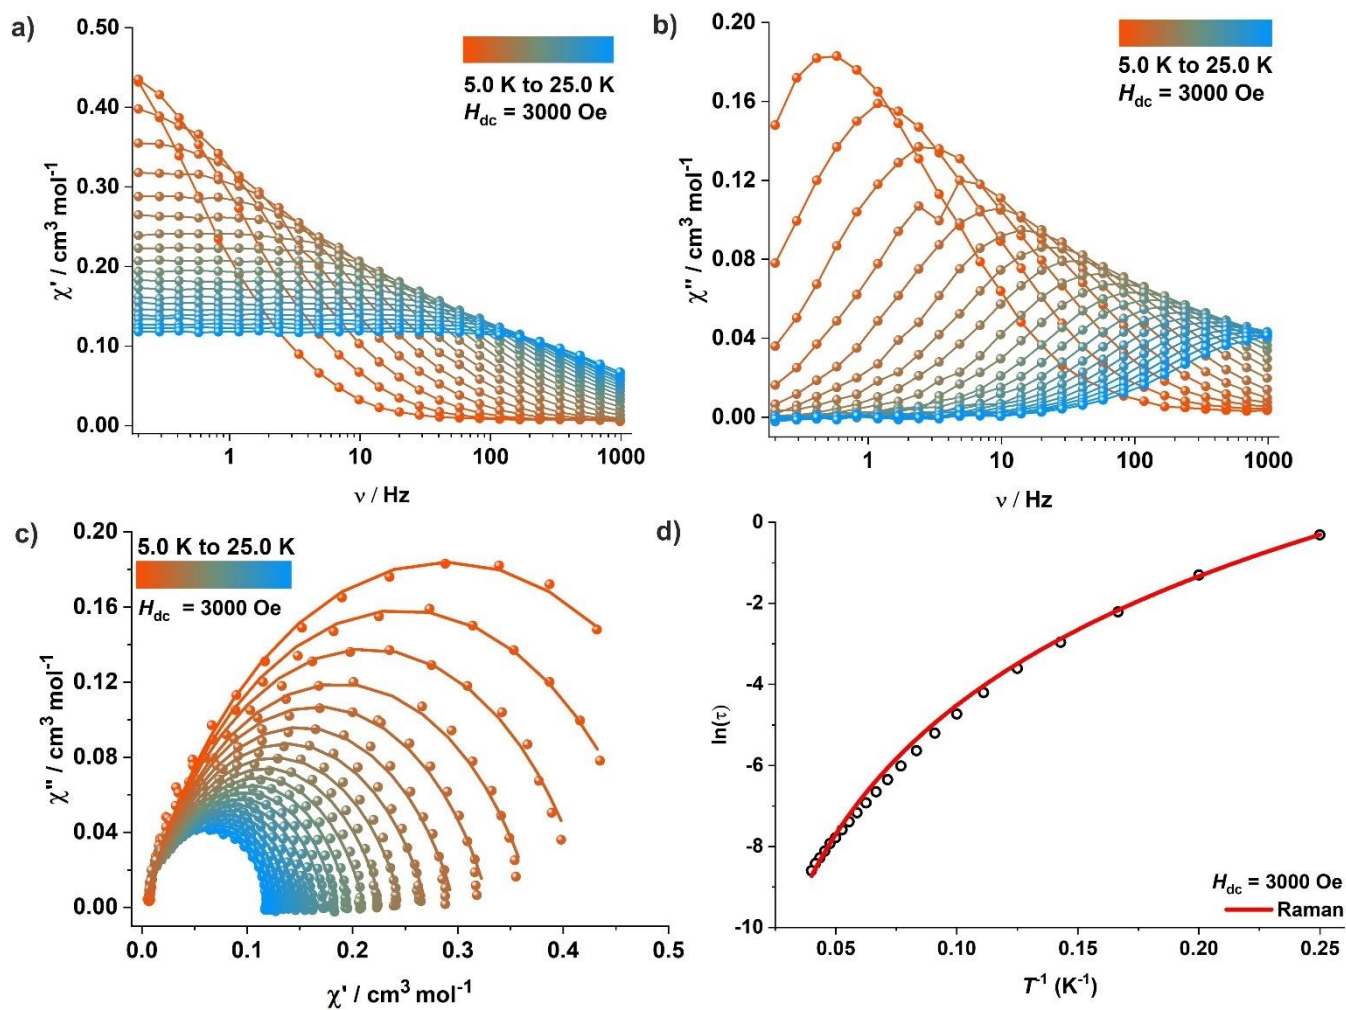 a)
0.50
0.40
0.30
0.20
0.10
0.00
χ' / cm³ mol⁻¹
5.0 K to 25.0 K
Hdc = 3000 Oe
1 10 100 1000
ν / Hz
b)
0.20
0.16
0.12
0.08
0.04
0.00
χ'' / cm³ mol⁻¹
5.0 K to 25.0 K
Hdc = 3000 Oe
1 10 100 1000
ν / Hz
c)
0.20
0.16
0.12
0.08
0.04
0.00
χ'' / cm³ mol⁻¹
5.0 K to 25.0 K
Hdc = 3000 Oe
0.0 0.1 0.2 0.3 0.4 0.5
χ' / cm³ mol⁻¹
d)
0
-2
-4
-6
-8
-10
ln(τ)
Hdc = 3000 Oe
Raman
0.05 0.10 0.15 0.20 0.25
T⁻¹ (K⁻¹)